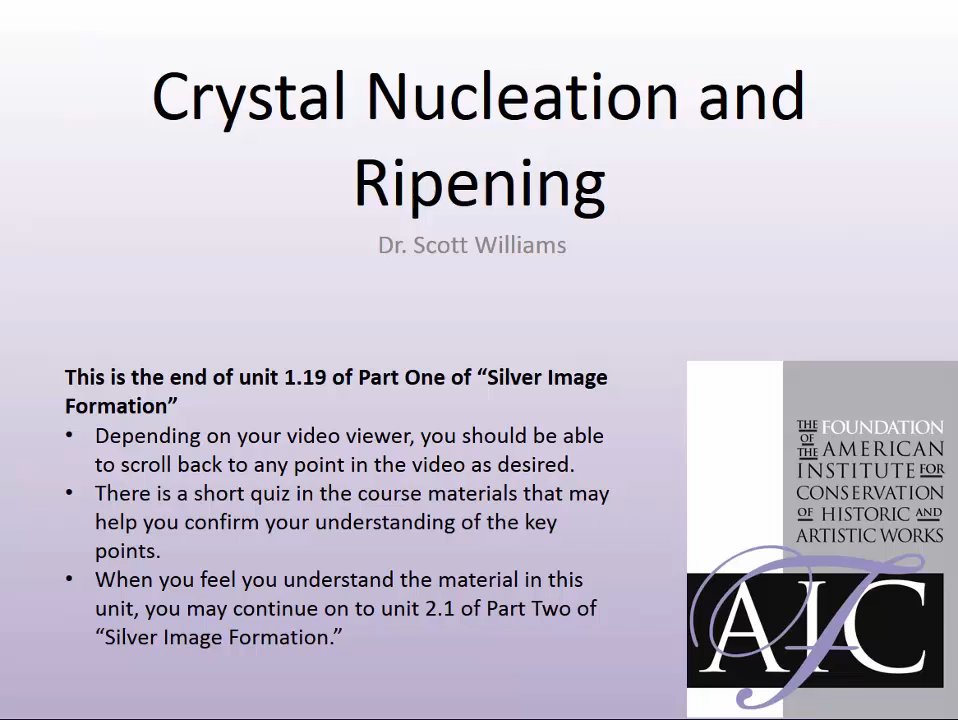 Crystal Nucleation and
Ripening
Dr. Scott Williams
This is the end of unit 1.19 of Part One of “Silver Image
Formation”
• Depending on your video viewer, you should be able
to scroll back to any point in the video as desired.
• There is a short quiz in the course materials that may
help you confirm your understanding of the key
points.
• When you feel you understand the material in this
unit, you may continue on to unit 2.1 of Part Two of
“Silver Image Formation.”
THE FOUNDATION
OF
THE AMERICAN
INSTITUTE FOR
CONSERVATION
OF HISTORIC AND
ARTISTIC WORKS
FAIC